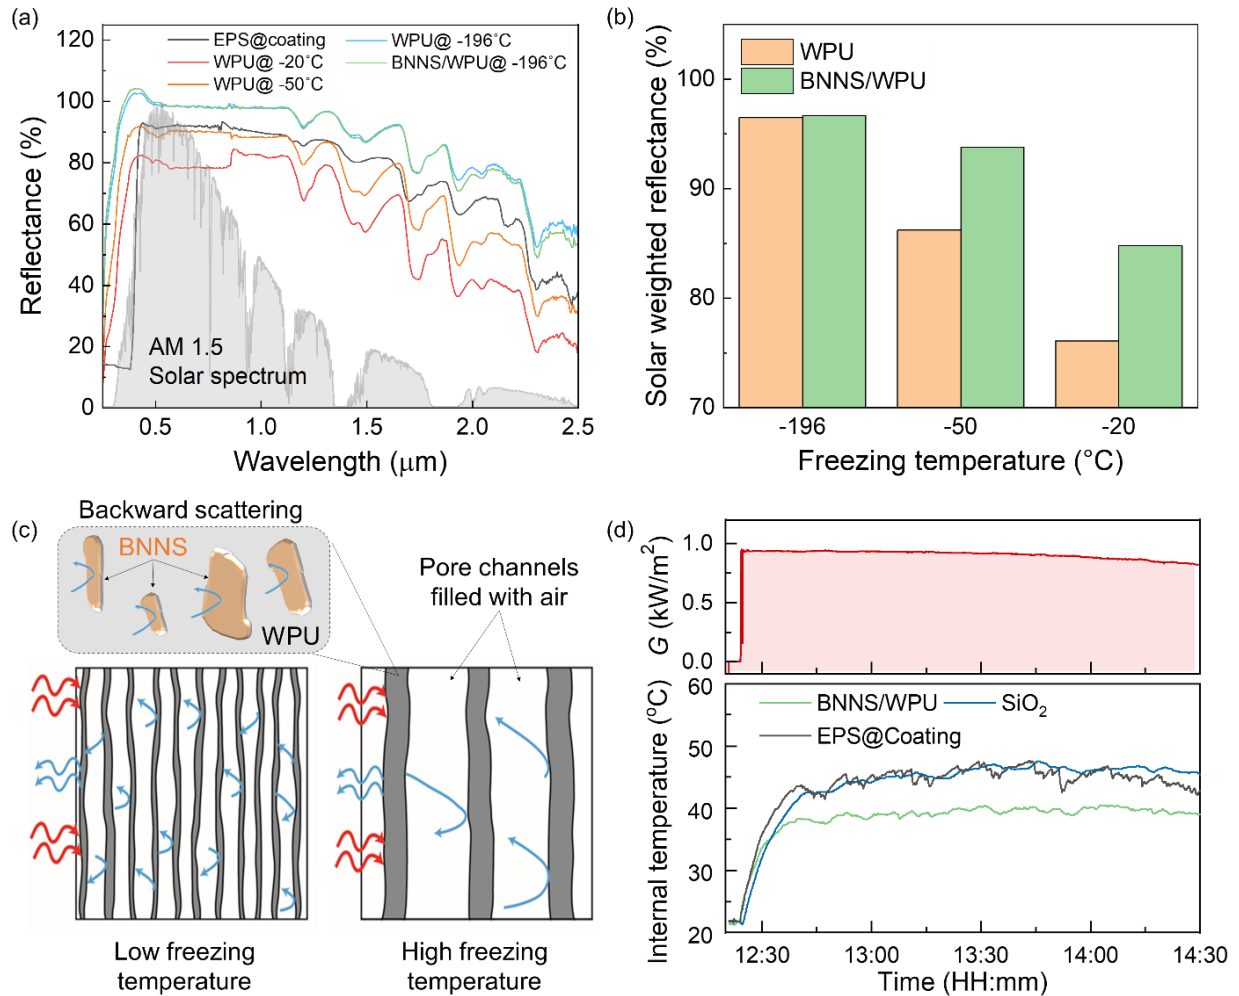 (a)
120
100
80
60
40
20
0
Reflectance (%)
EPS@coating
WPU@ -20°C
WPU@ -50°C
WPU@ -196°C
BNNS/WPU@ -196°C
AM 1.5
Solar spectrum
0.5
1.0
1.5
2.0
2.5
Wavelength (μm)
(b)
100
90
80
70
Solar weighted reflectance (%)
WPU
BNNS/WPU
-196
-50
-20
Freezing temperature (°C)
(c)
Backward scattering
BNNS
WPU
Pore channels
filled with air
Low freezing
temperature
High freezing
temperature
(d)
1.0
0.5
0.0
G (kW/m²)
60
50
40
30
20
Internal temperature (°C)
BNNS/WPU
SiO₂
EPS@Coating
12:30
13:00
13:30
14:00
14:30
Time (HH:mm)